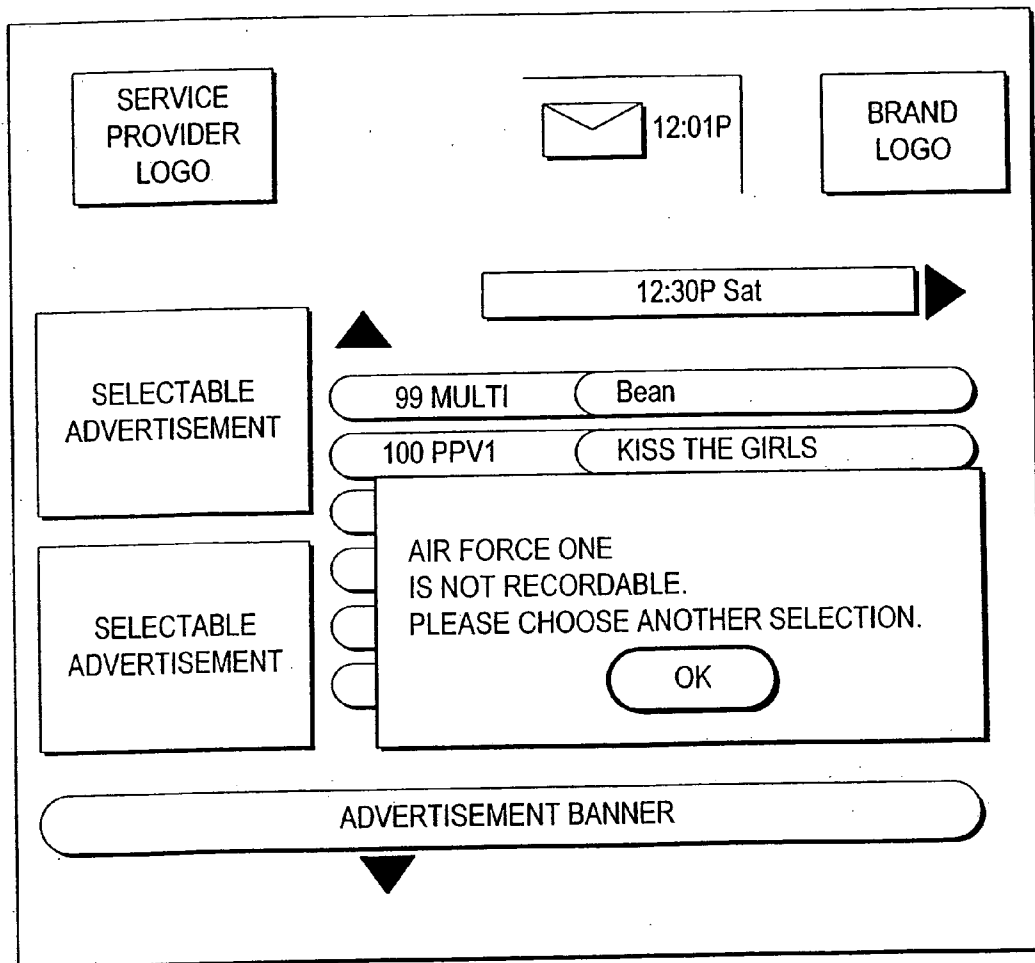 SERVICE
PROVIDER
LOGO
12:01P
BRAND
LOGO
12:30P Sat
SELECTABLE
ADVERTISEMENT
99 MULTI Bean
100 PPV1 KISS THE GIRLS
AIR FORCE ONE
IS NOT RECORDABLE.
PLEASE CHOOSE ANOTHER SELECTION.
OK
SELECTABLE
ADVERTISEMENT
ADVERTISEMENT BANNER